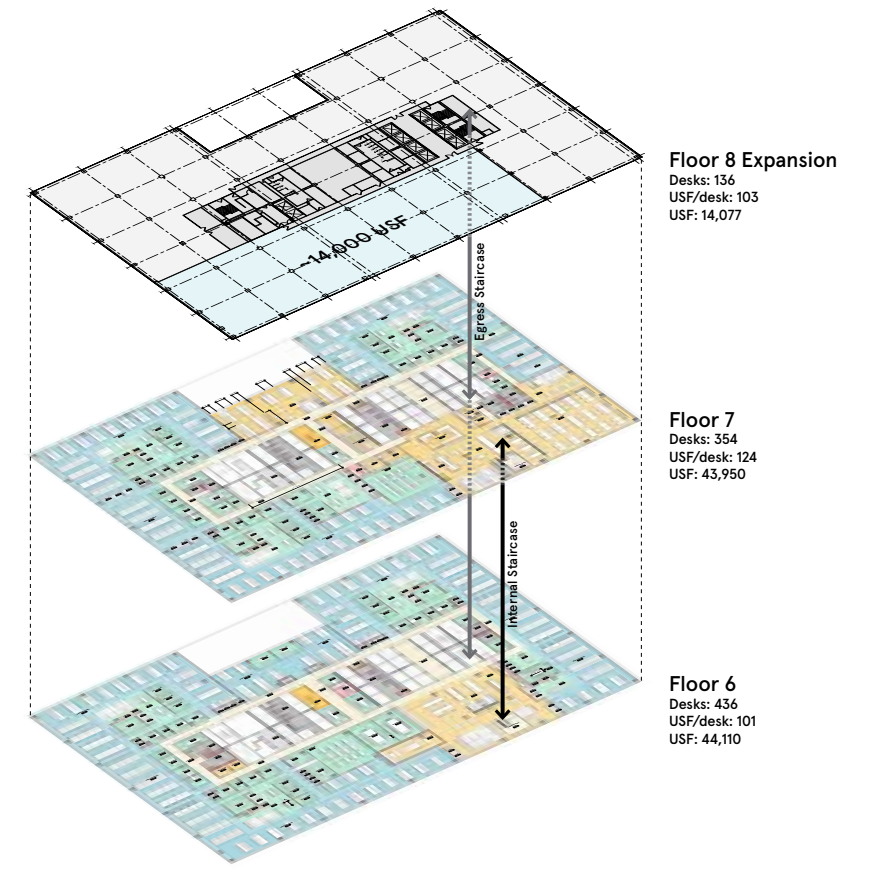 Floor 8 Expansion
Desks: 136
USF/desk: 103
USF: 14,077
~14,000 USF
Egress Staircase
Floor 7
Desks: 354
USF/desk: 124
USF: 43,950
Internal Staircase
Floor 6
Desks: 436
USF/desk: 101
USF: 44,110